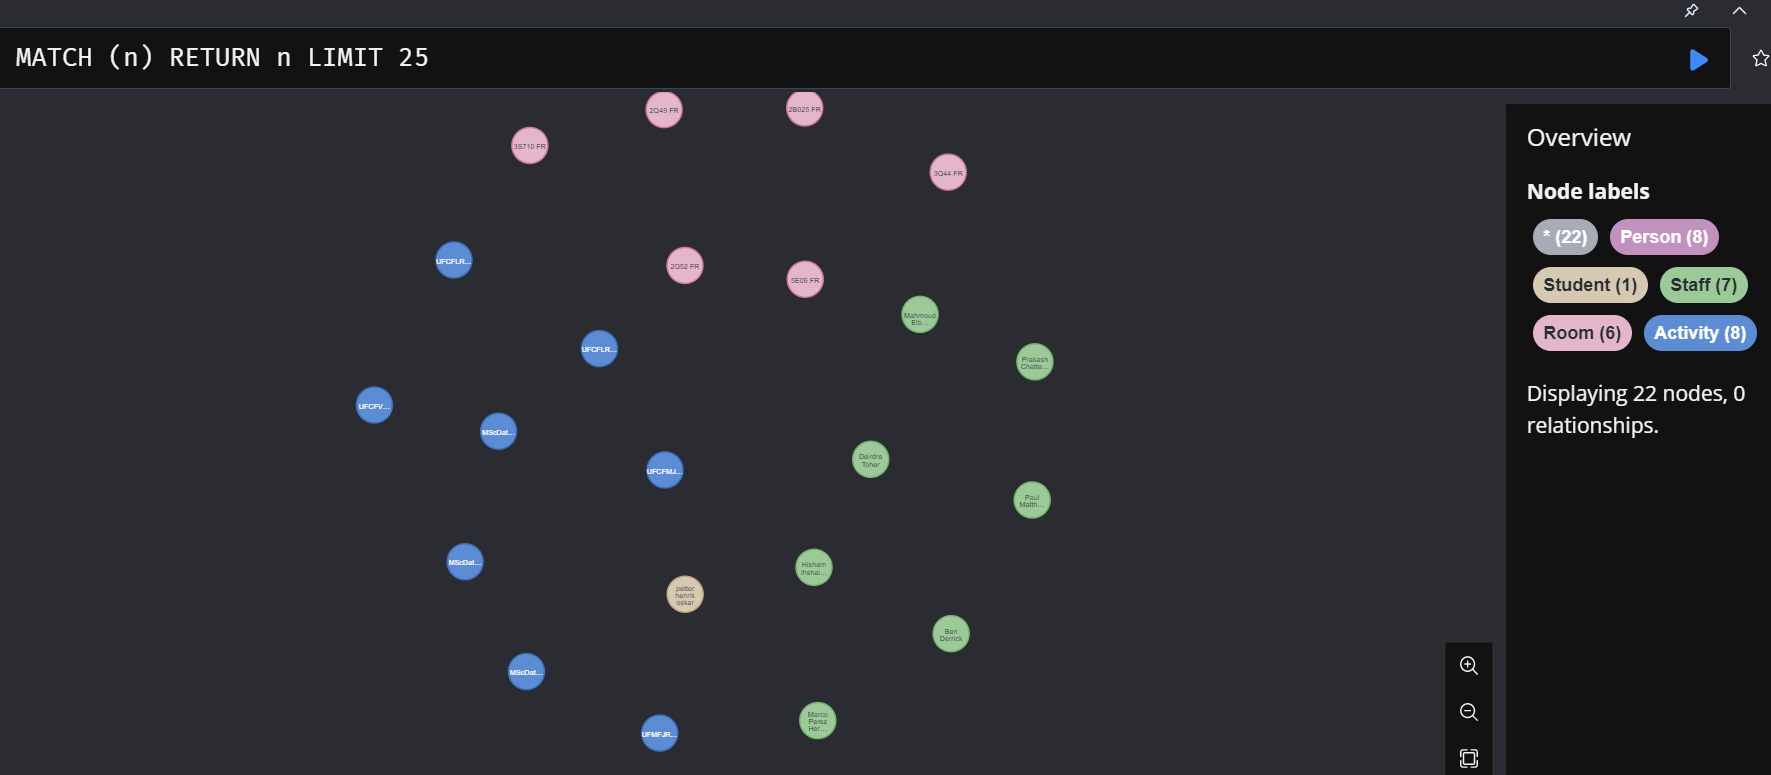 MATCH (n) RETURN n LIMIT 25
Overview
Node labels
* (22)
Person (8)
Student (1)
Staff (7)
Room (6)
Activity (8)
Displaying 22 nodes, 0
relationships.
2Q49 FR
2B025 FR
3S710 FR
3Q44 FR
UFCFLR...
2Q52 FR
5E06 FR
Mahmoud
Elb...
UFCFLR...
Prakash
Chatte...
UFCFV...
MScDat...
Deirdre
Toher
UFCFMJ...
Paul
Matth...
MScDat...
Hisham
Ihshai...
petter
henrik
oskar
Ben
Derrick
MScDat...
Marco
Perez
Her...
UFMFJR...